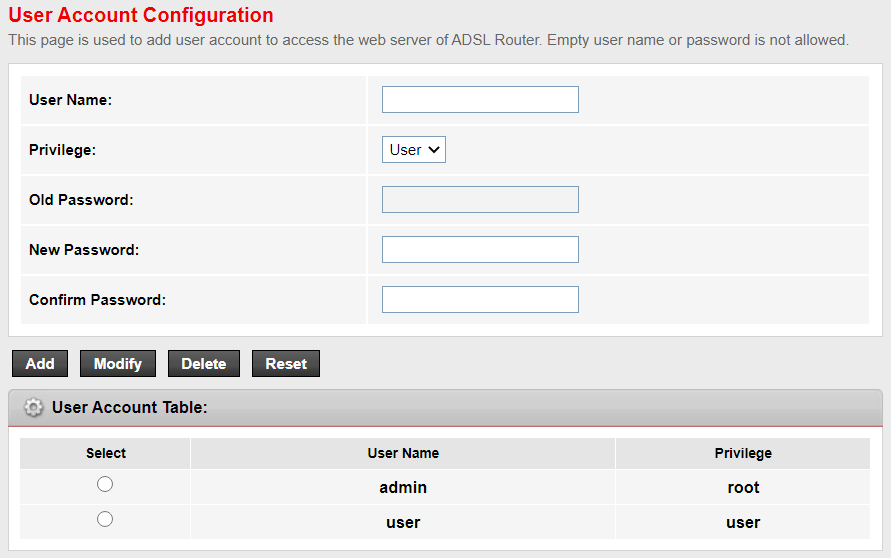 User Account Configuration
This page is used to add user account to access the web server of ADSL Router. Empty user name or password is not allowed.
User Name:
Privilege: User
Old Password:
New Password:
Confirm Password:
Add Modify Delete Reset
User Account Table:
Select User Name Privilege
admin root
user user